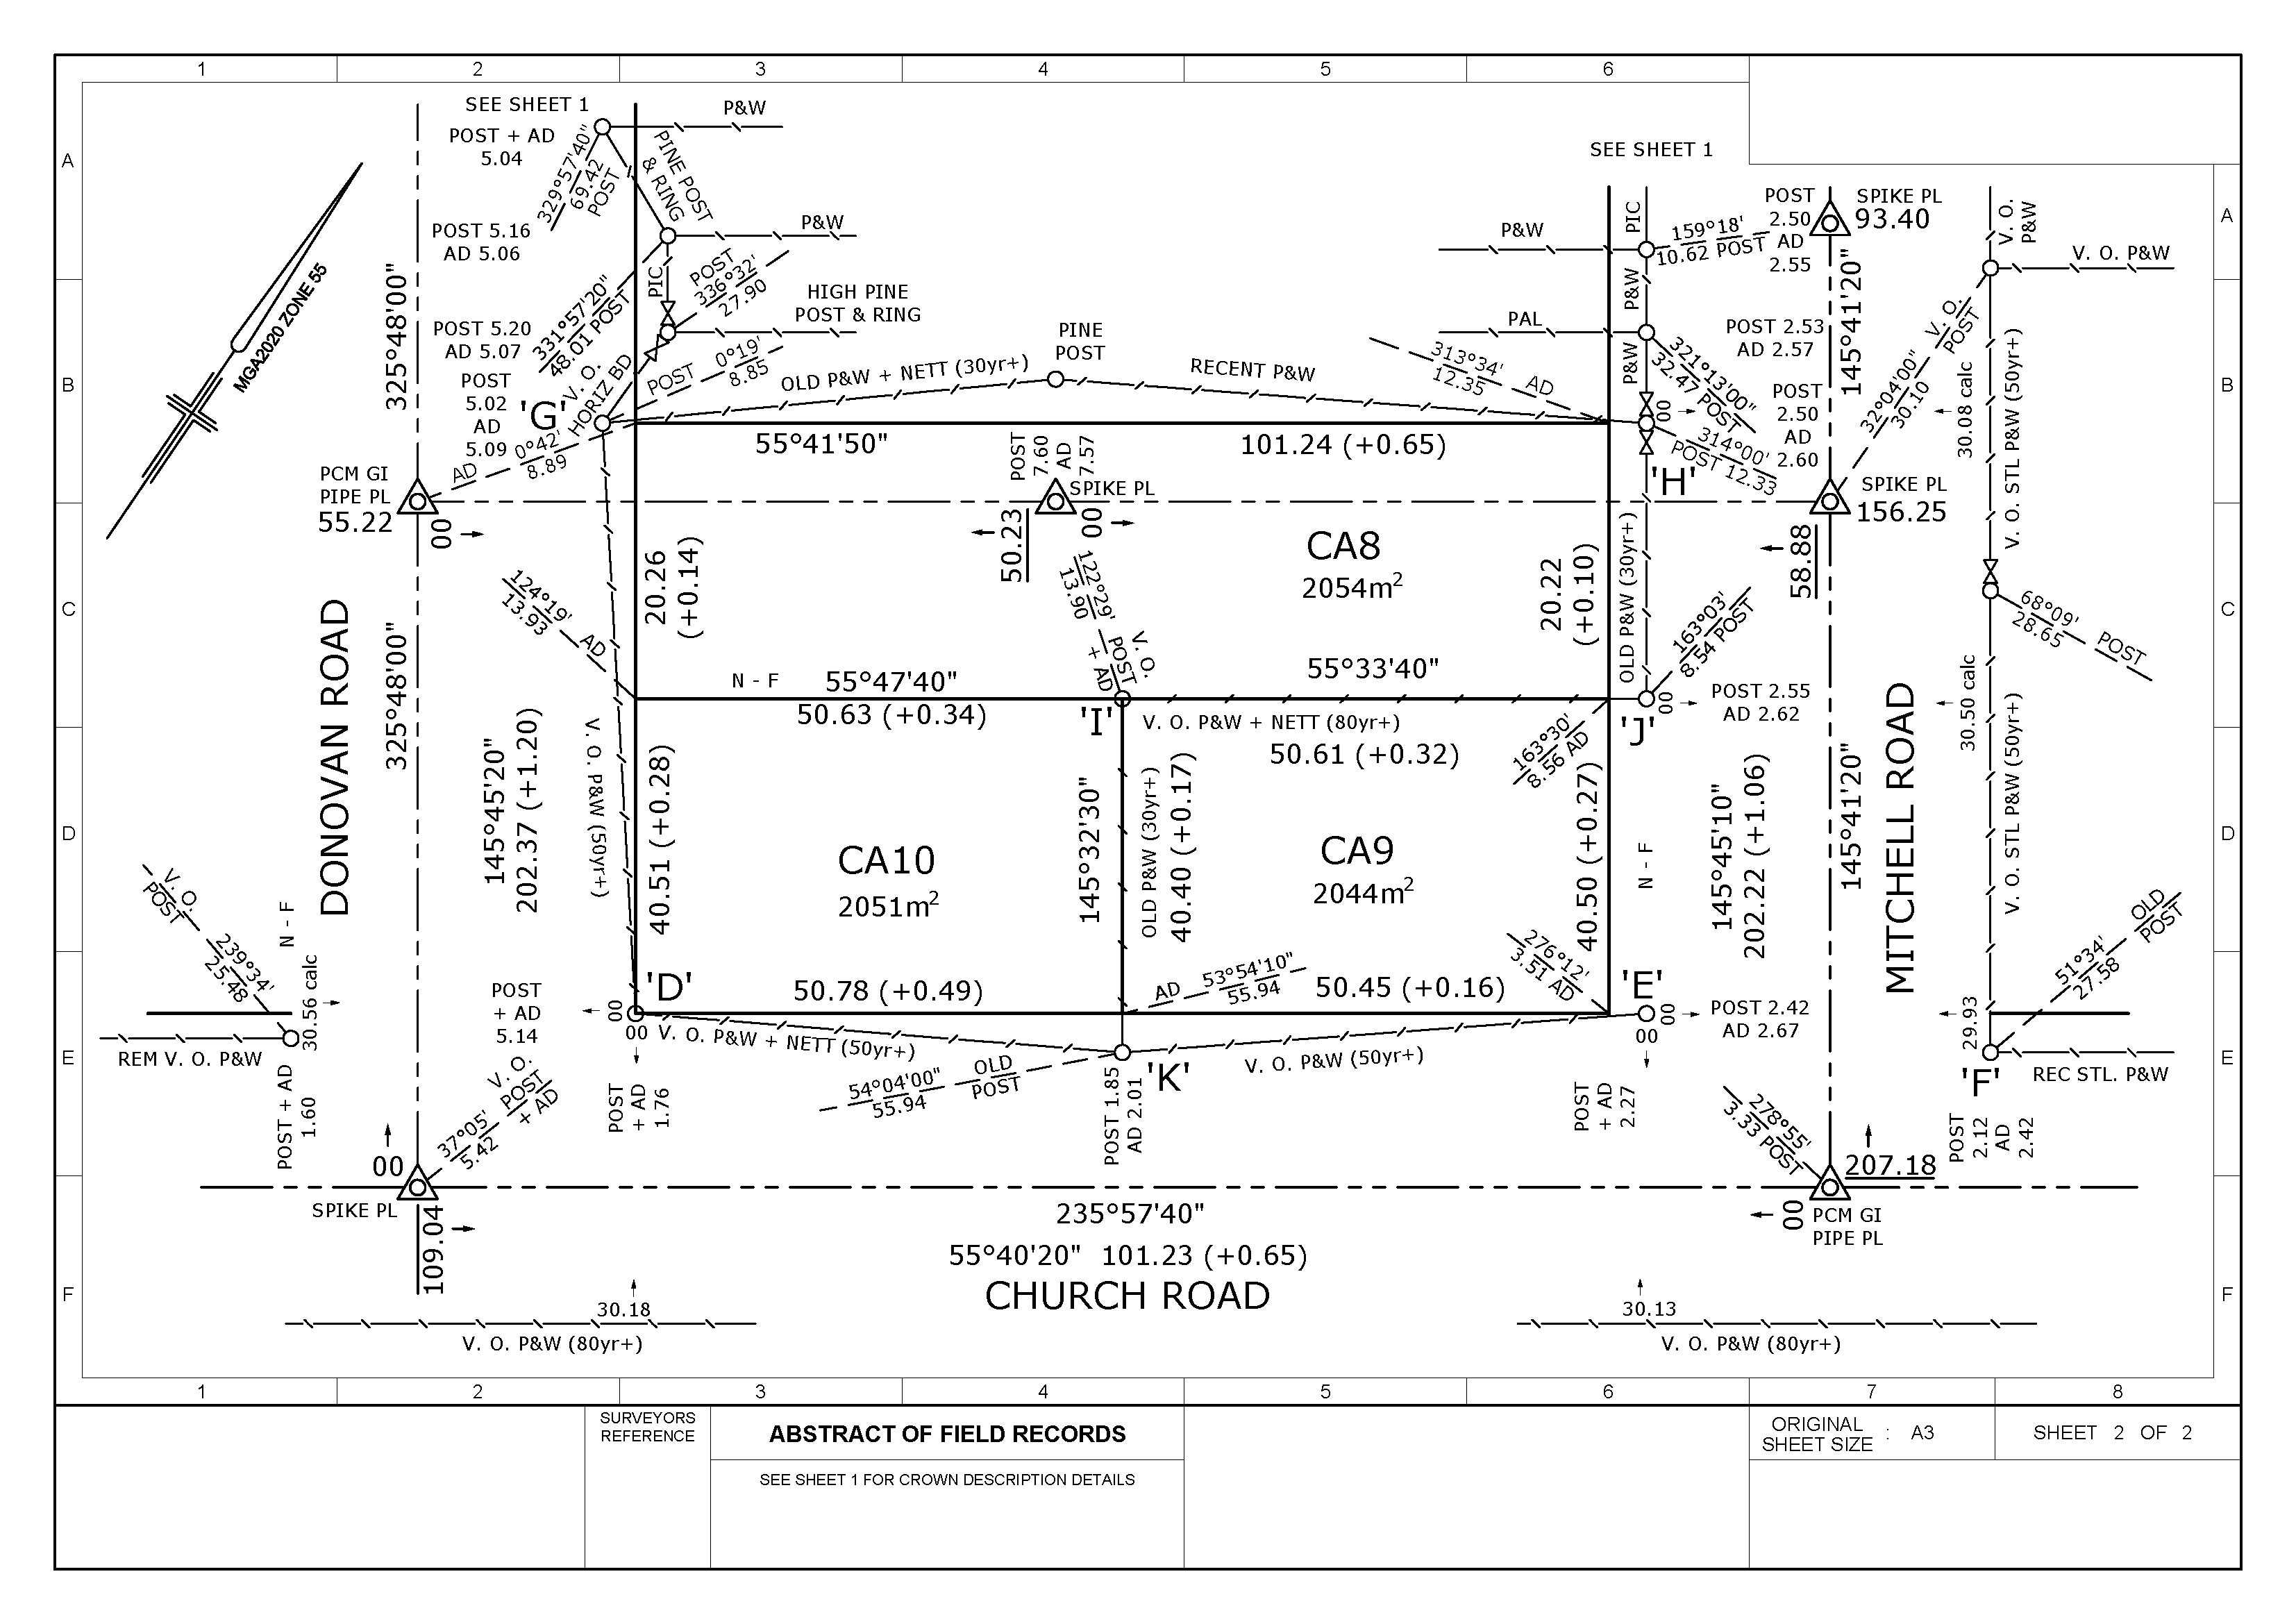 1 2 3 4 5 6
A
B
C
D
E
F
A
B
C
D
E
F
SEE SHEET 1
POST + AD
5.04
329°57'40"
69.42
POST
PINE POST
& RING
P&W
POST 5.16
AD 5.06
P&W
PIC
331°57'20"
48.01 POST
POST
336°32'
27.90
HIGH PINE
POST & RING
MGA2020 ZONE 55
325°48'00"
POST 5.20
AD 5.07
POST
5.02
AD
5.09
V. O.
HORIZ BD
'G'
POST 0°19'
8.85
AD 0°42'
8.89
OLD P&W + NETT (30yr+)
PINE
POST
RECENT P&W
SEE SHEET 1
P&W
PIC
P&W
159°18'
10.62 POST
POST
2.50
AD
2.55
SPIKE PL
93.40
V. O.
P&W
V. O. P&W
145°41'20"
PAL
P&W
POST 2.53
AD 2.57
313°34'
12.35
AD
321°13'00"
32.47 POST
00
POST
2.50
AD
2.60
314°00'
POST 12.33
'H'
V. O.
POST
32°04'00"
30.10
30.08 calc
V. O. STL P&W (50yr+)
PCM GI
PIPE PL
55.22
00
55°41'50"
101.24 (+0.65)
POST
7.60
AD
7.57
SPIKE PL
50.23
00
SPIKE PL
156.25
58.88
CA8
2054m²
20.26
(+0.14)
20.22
(+0.10)
OLD P&W (30yr+)
124°19'
13.93
AD
122°29'
13.90
V. O.
POST
+ AD
163°03'
8.54 POST
68°09'
28.65
POST
DONOVAN ROAD
325°48'00"
N - F
55°47'40"
50.63 (+0.34)
'I'
55°33'40"
V. O. P&W + NETT (80yr+)
50.61 (+0.32)
'J'
00
POST 2.55
AD 2.62
30.50 calc
163°30'
8.56 AD
145°45'20"
202.37 (+1.20)
V. O. P&W (50yr+)
40.51 (+0.28)
CA10
2051m²
145°32'30"
OLD P&W (30yr+)
40.40 (+0.17)
CA9
2044m²
40.50 (+0.27)
N - F
145°45'10"
202.22 (+1.06)
145°41'20"
MITCHELL ROAD
V. O. STL P&W (50yr+)
V. O.
POST
239°34'
25.48
N - F
30.56 calc
REM V. O. P&W
POST + AD
1.60
POST
+ AD
5.14
00
'D'
00
50.78 (+0.49)
AD 53°54'10"
55.94
50.45 (+0.16)
276°12'
3.51 AD
'E'
00
00
POST 2.42
AD 2.67
29.93
OLD
POST
51°34'
27.58
'F'
REC STL. P&W
V. O. P&W + NETT (50yr+)
54°04'00"
55.94
OLD
POST
'K'
V. O. P&W (50yr+)
POST
+ AD
1.76
POST 1.85
AD 2.01
POST
+ AD
2.27
POST
2.12
AD
2.42
37°05'
5.42
V. O.
POST
+ AD
278°55'
3.33 POST
00
SPIKE PL
109.04
207.18
00
PCM GI
PIPE PL
235°57'40"
55°40'20" 101.23 (+0.65)
CHURCH ROAD
30.18
V. O. P&W (80yr+)
30.13
V. O. P&W (80yr+)
1 2 3 4 5 6 7 8
SURVEYORS
REFERENCE
ABSTRACT OF FIELD RECORDS
SEE SHEET 1 FOR CROWN DESCRIPTION DETAILS
ORIGINAL
SHEET SIZE : A3
SHEET 2 OF 2